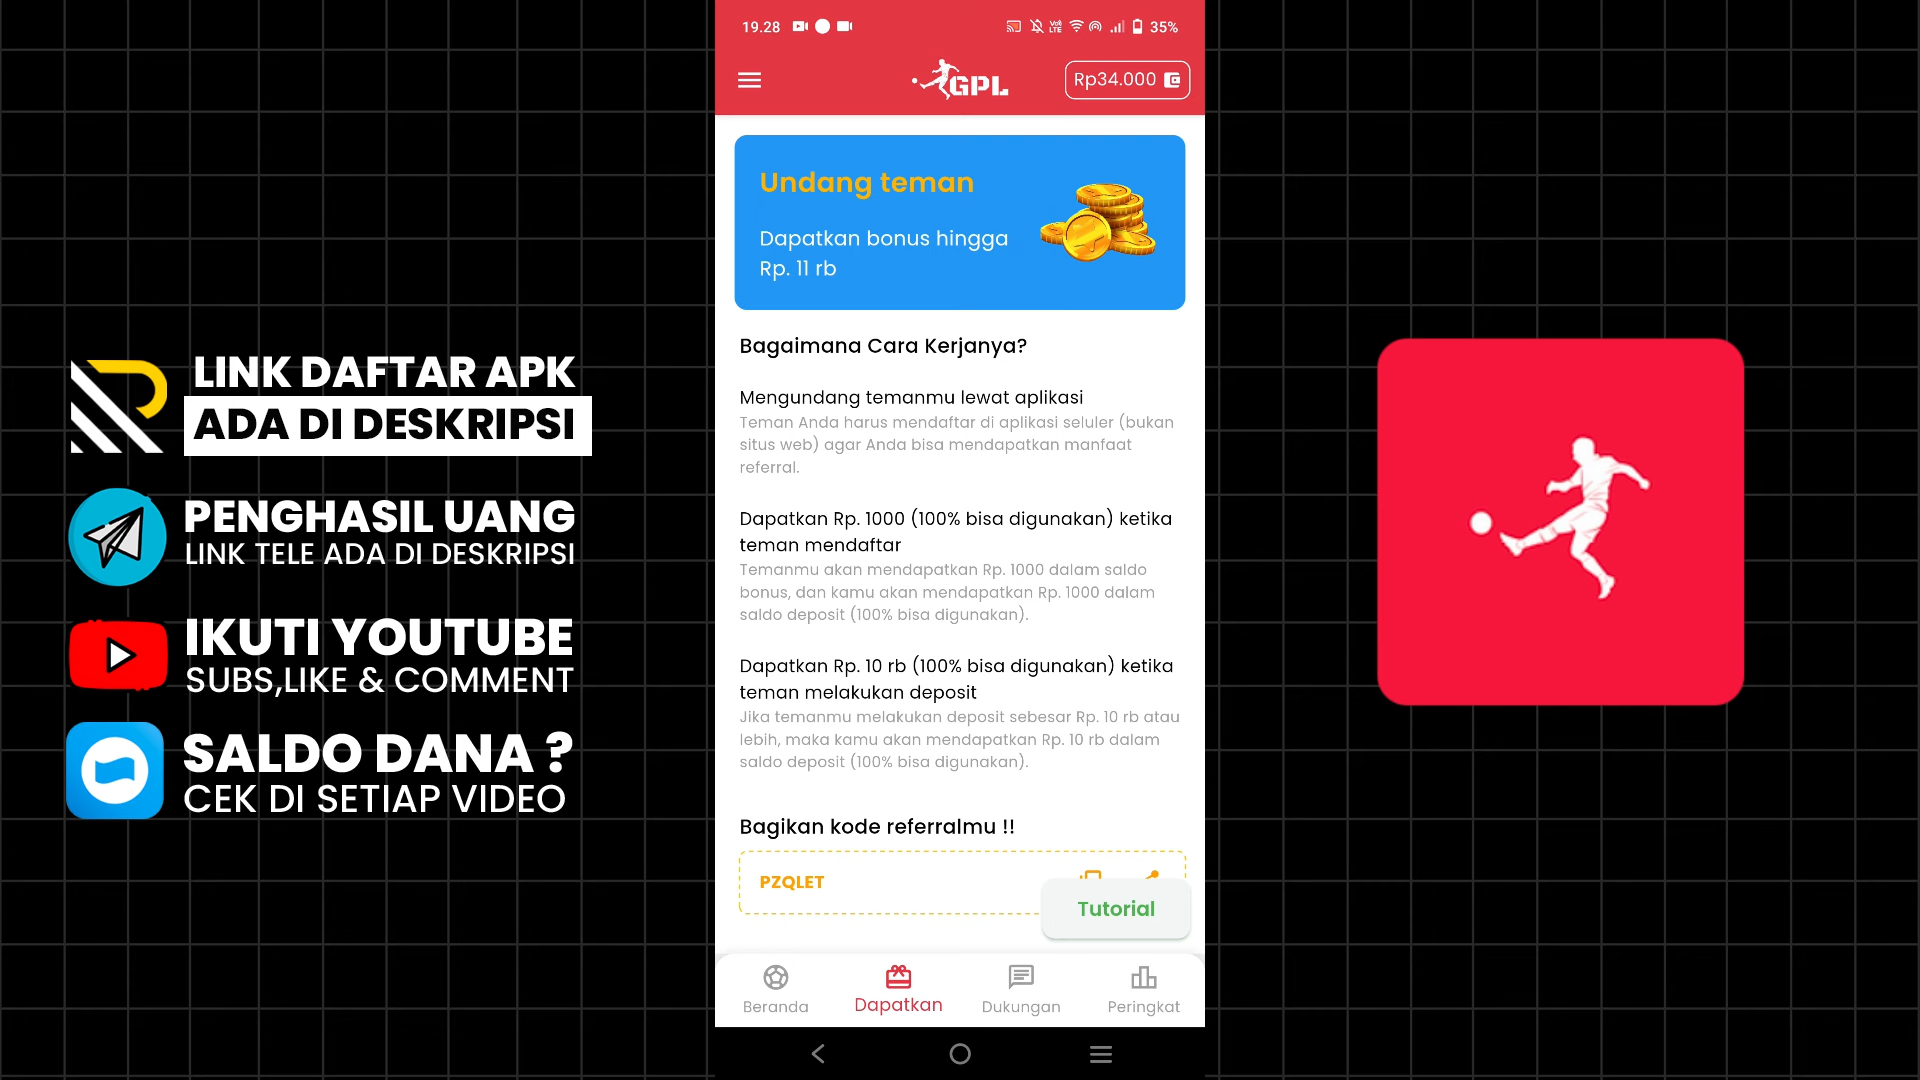 LINK DAFTAR APK
ADA DI DESKRIPSI
PENGHASIL UANG
LINK TELE ADA DI DESKRIPSI
IKUTI YOUTUBE
SUBS,LIKE & COMMENT
SALDO DANA ?
CEK DI SETIAP VIDEO
19.28
Vo) LTE
35%
GPL
Rp34.000
Undang teman
Dapatkan bonus hingga
Rp. 11 rb
Bagaimana Cara Kerjanya?
Mengundang temanmu lewat aplikasi
Teman Anda harus mendaftar di aplikasi seluler (bukan
situs web) agar Anda bisa mendapatkan manfaat
referral.
Dapatkan Rp. 1000 (100% bisa digunakan) ketika
teman mendaftar
Temanmu akan mendapatkan Rp. 1000 dalam saldo
bonus, dan kamu akan mendapatkan Rp. 1000 dalam
saldo deposit (100% bisa digunakan).
Dapatkan Rp. 10 rb (100% bisa digunakan) ketika
teman melakukan deposit
Jika temanmu melakukan deposit sebesar Rp. 10 rb atau
lebih, maka kamu akan mendapatkan Rp. 10 rb dalam
saldo deposit (100% bisa digunakan).
Bagikan kode referralmu !!
PZQLET
Tutorial
Beranda
Dapatkan
Dukungan
Peringkat